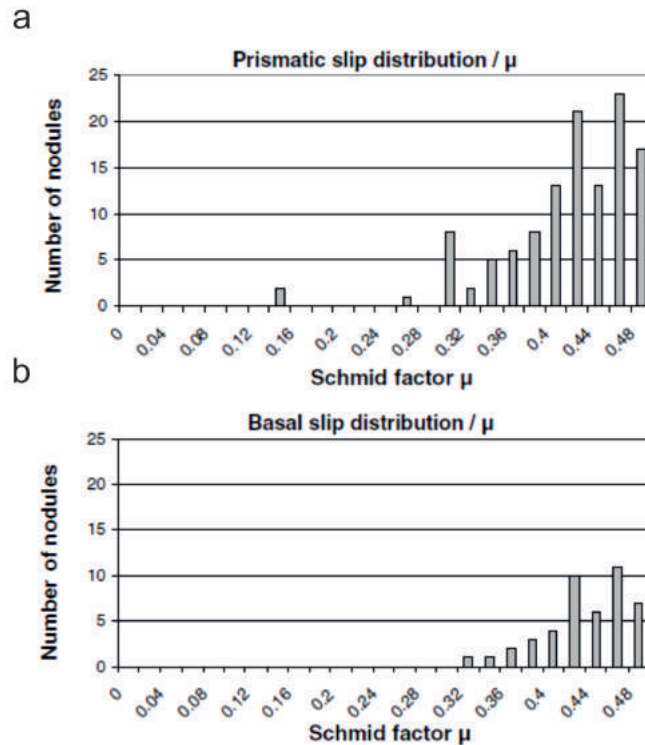 a
Prismatic slip distribution / μ
Number of nodules
25
20
15
10
5
0
0 0.04 0.08 0.12 0.16 0.2 0.24 0.28 0.32 0.36 0.4 0.44 0.48
Schmid factor μ
b
Basal slip distribution / μ
Number of nodules
25
20
15
10
5
0
0 0.04 0.08 0.12 0.16 0.2 0.24 0.28 0.32 0.36 0.4 0.44 0.48
Schmid factor μ